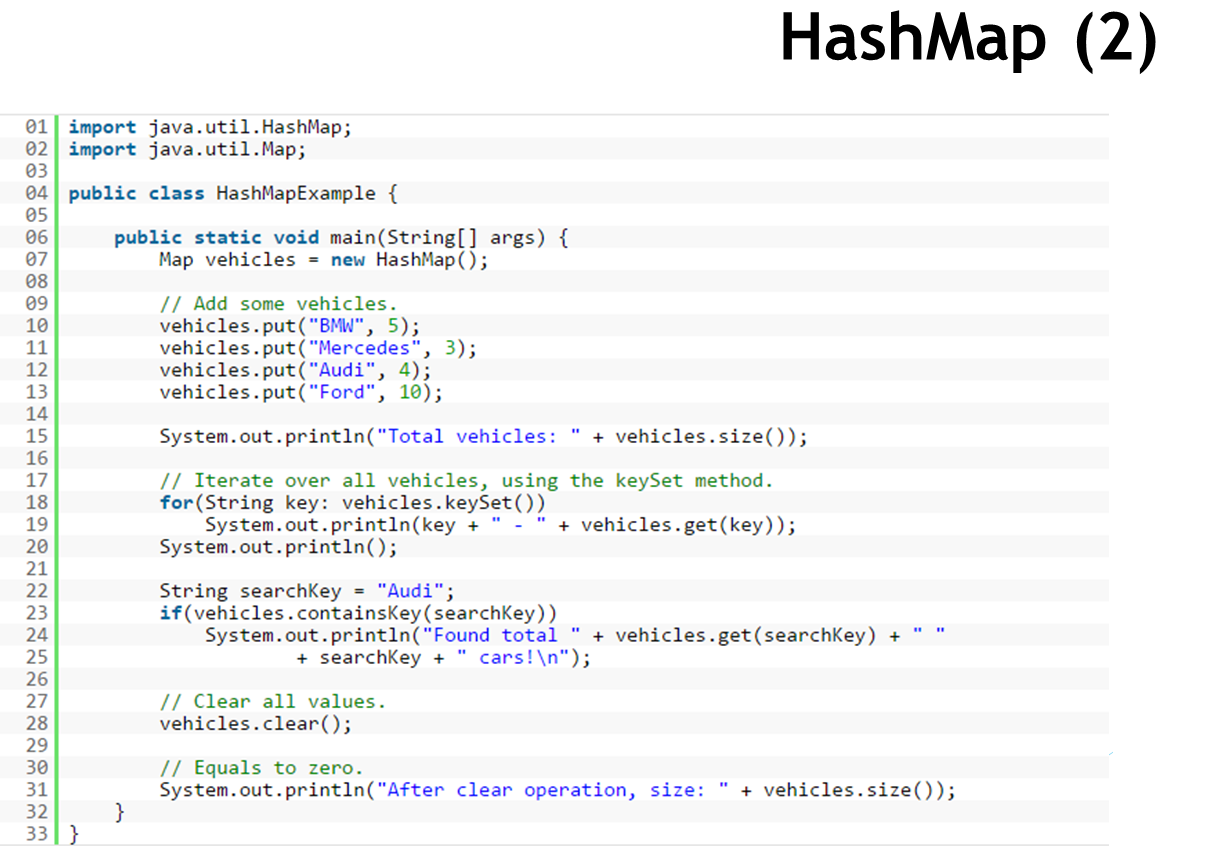 HashMap (2)
01 import java.util.HashMap;
02 import java.util.Map;
03
04 public class HashMapExample {
05
06     public static void main(String[] args) {
07         Map vehicles = new HashMap();
08
09         // Add some vehicles.
10         vehicles.put("BMW", 5);
11         vehicles.put("Mercedes", 3);
12         vehicles.put("Audi", 4);
13         vehicles.put("Ford", 10);
14
15         System.out.println("Total vehicles: " + vehicles.size());
16
17         // Iterate over all vehicles, using the keySet method.
18         for(String key: vehicles.keySet())
19             System.out.println(key + " - " + vehicles.get(key));
20         System.out.println();
21
22         String searchKey = "Audi";
23         if(vehicles.containsKey(searchKey))
24             System.out.println("Found total " + vehicles.get(searchKey) + " "
25                     + searchKey + " cars!\n");
26
27         // Clear all values.
28         vehicles.clear();
29
30         // Equals to zero.
31         System.out.println("After clear operation, size: " + vehicles.size());
32     }
33 }